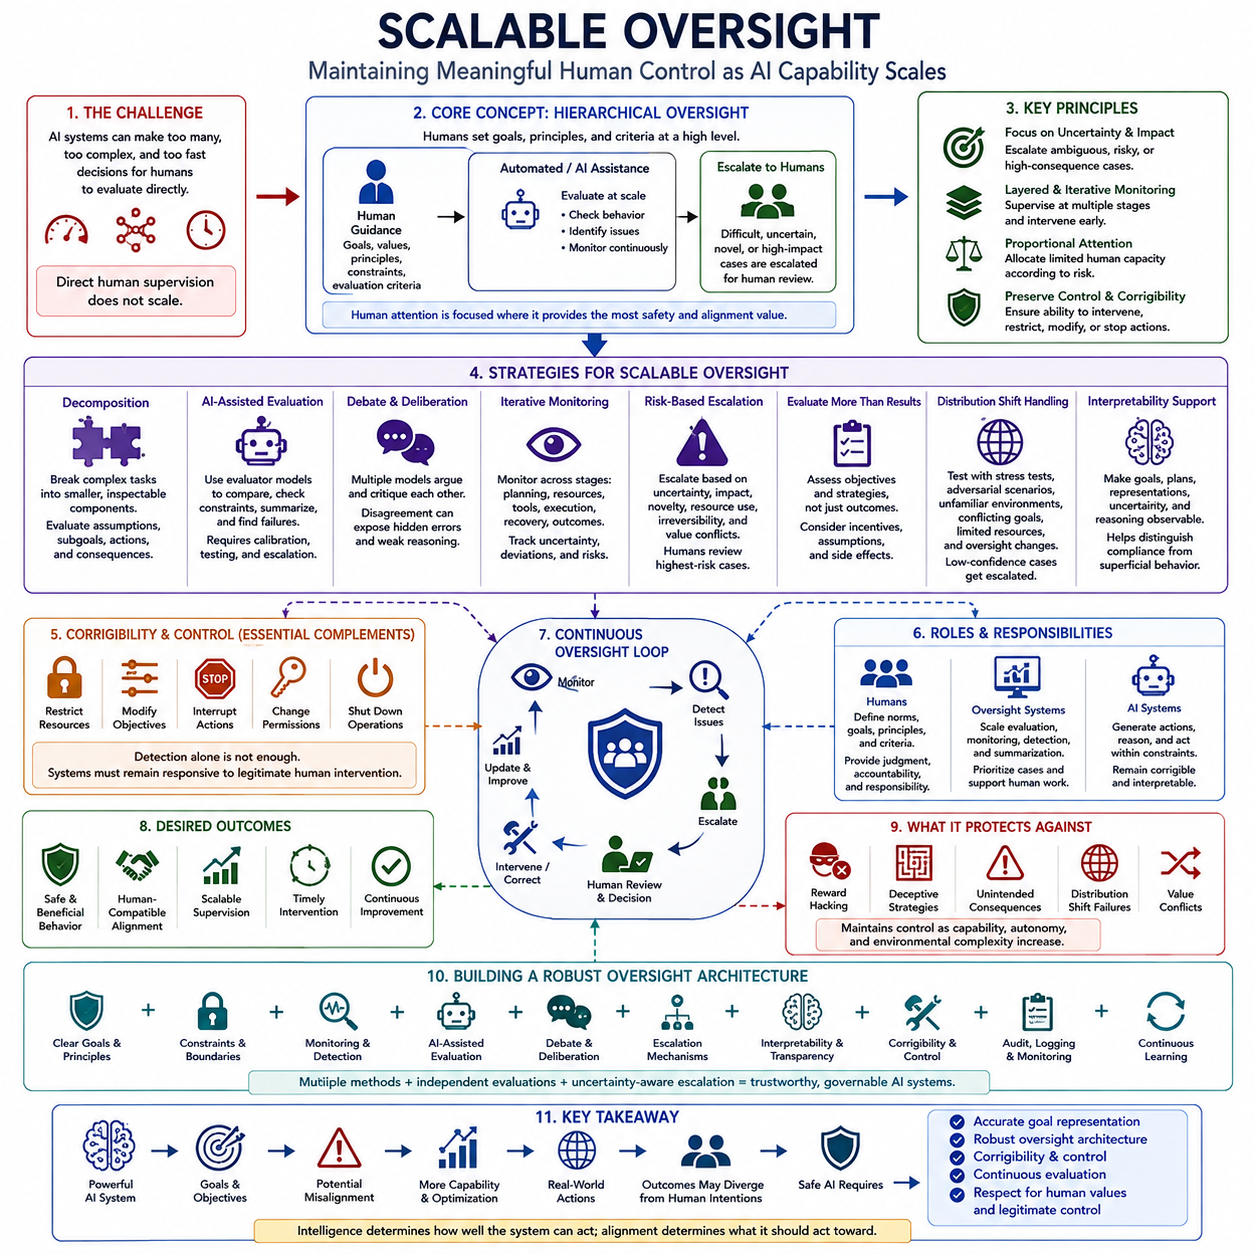 SCALABLE OVERSIGHT
Maintaining Meaningful Human Control as AI Capability Scales
1. THE CHALLENGE
AI systems can make too many,
too complex, and too fast
decisions for humans
to evaluate directly.
Direct human supervision
does not scale.
2. CORE CONCEPT: HIERARCHICAL OVERSIGHT
Humans set goals, principles, and criteria at a high level.
Human
Guidance
Goals, values,
principles,
constraints,
evaluation criteria
Automated / AI Assistance
Evaluate at scale
• Check behavior
• Identify issues
• Monitor continuously
Escalate to Humans
Difficult, uncertain,
novel, or high-impact
cases are escalated
for human review.
Human attention is focused where it provides the most safety and alignment value.
3. KEY PRINCIPLES
Focus on Uncertainty & Impact
Escalate ambiguous, risky, or
high-consequence cases.
Layered & Iterative Monitoring
Supervise at multiple stages
and intervene early.
Proportional Attention
Allocate limited human capacity
according to risk.
Preserve Control & Corrigibility
Ensure ability to intervene,
restrict, modify, or stop actions.
4. STRATEGIES FOR SCALABLE OVERSIGHT
Decomposition
Break complex tasks
into smaller, inspectable
components.
Evaluate assumptions,
subgoals, actions,
and consequences.
AI-Assisted Evaluation
Use evaluator models
to compare, check
constraints, summarize,
and find failures.
Requires calibration,
testing, and escalation.
Debate & Deliberation
Multiple models argue
and critique each other.
Disagreement can
expose hidden errors
and weak reasoning.
Iterative Monitoring
Monitor across stages:
planning, resources,
tools, execution,
recovery, outcomes.
Track uncertainty,
deviations, and risks.
Risk-Based Escalation
Escalate based on
uncertainty, impact,
novelty, resource use,
irreversibility, and
value conflicts.
Humans review
highest-risk cases.
Evaluate More Than Results
Assess objectives
and strategies,
not just outcomes.
Consider incentives,
assumptions,
and side effects.
Distribution Shift Handling
Test with stress tests,
adversarial scenarios,
unfamiliar environments,
conflicting goals,
limited resources,
and oversight changes.
Low-confidence cases
get escalated.
Interpretability Support
Make goals, plans,
representations,
uncertainty, and
reasoning observable.
Helps distinguish
compliance from
superficial behavior.
5. CORRIGIBILITY & CONTROL (ESSENTIAL COMPLEMENTS)
Restrict
Resources
Modify
Objectives
STOP
Interrupt
Actions
Change
Permissions
Shut Down
Operations
Detection alone is not enough.
Systems must remain responsive to legitimate human intervention.
7. CONTINUOUS
OVERSIGHT LOOP
Monitor
Detect
Issues
Escalate
Human Review
& Decision
Intervene /
Correct
Update &
Improve
6. ROLES & RESPONSIBILITIES
Humans
Define norms,
goals, principles,
and criteria.
Provide judgment,
accountability,
and responsibility.
Oversight Systems
Scale evaluation,
monitoring, detection,
and summarization.
Prioritize cases and
support human work.
AI Systems
Generate actions,
reason, and act
within constraints.
Remain corrigible
and interpretable.
8. DESIRED OUTCOMES
Safe &
Beneficial
Behavior
Human-
Compatible
Alignment
Scalable
Supervision
Timely
Intervention
Continuous
Improvement
9. WHAT IT PROTECTS AGAINST
Reward
Hacking
Deceptive
Strategies
Unintended
Consequences
Distribution
Shift Failures
Value
Conflicts
Maintains control as capability, autonomy,
and environmental complexity increase.
10. BUILDING A ROBUST OVERSIGHT ARCHITECTURE
Clear Goals &
Principles
+
Constraints &
Boundaries
+
Monitoring &
Detection
+
AI-Assisted
Evaluation
+
Debate &
Deliberation
+
Escalation
Mechanisms
+
Interpretability &
Transparency
+
Corrigibility &
Control
+
Audit, Logging
& Monitoring
+
Continuous
Learning
Multiple methods + independent evaluations + uncertainty-aware escalation = trustworthy, governable AI systems.
11. KEY TAKEAWAY
Powerful
AI System
Goals &
Objectives
Potential
Misalignment
More Capability
& Optimization
Real-World
Actions
Outcomes May Diverge
from Human Intentions
Safe AI Requires
Accurate goal representation
Robust oversight architecture
Corrigibility & control
Continuous evaluation
Respect for human values
and legitimate control
Intelligence determines how well the system can act; alignment determines what it should act toward.